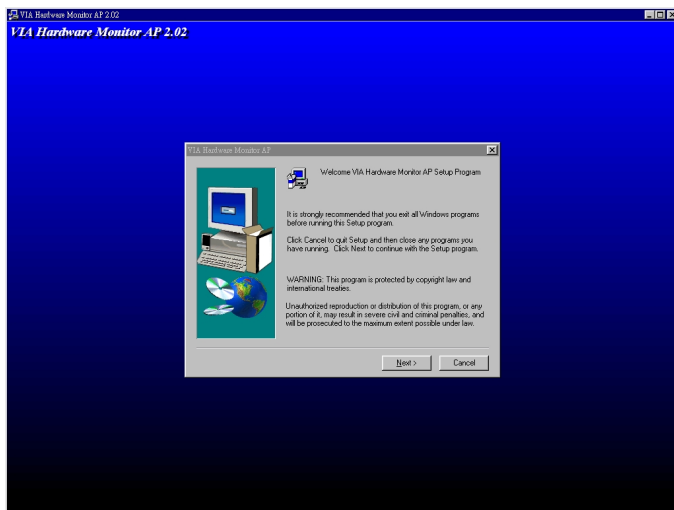 VIA Hardware Monitor AP 2.02
VIA Hardware Monitor AP 2.02
VIA Hardware Monitor AP
Welcome VIA Hardware Monitor AP Setup Program
It is strongly recommended that you exit all Windows programs
before running this Setup program.
Click Cancel to quit Setup and then close any programs you
have running. Click Next to continue with the Setup program.
WARNING: This program is protected by copyright law and
international treaties.
Unauthorized reproduction or distribution of this program, or any
portion of it, may result in severe civil and criminal penalties, and
will be prosecuted to the maximum extent possible under law.
Next >
Cancel